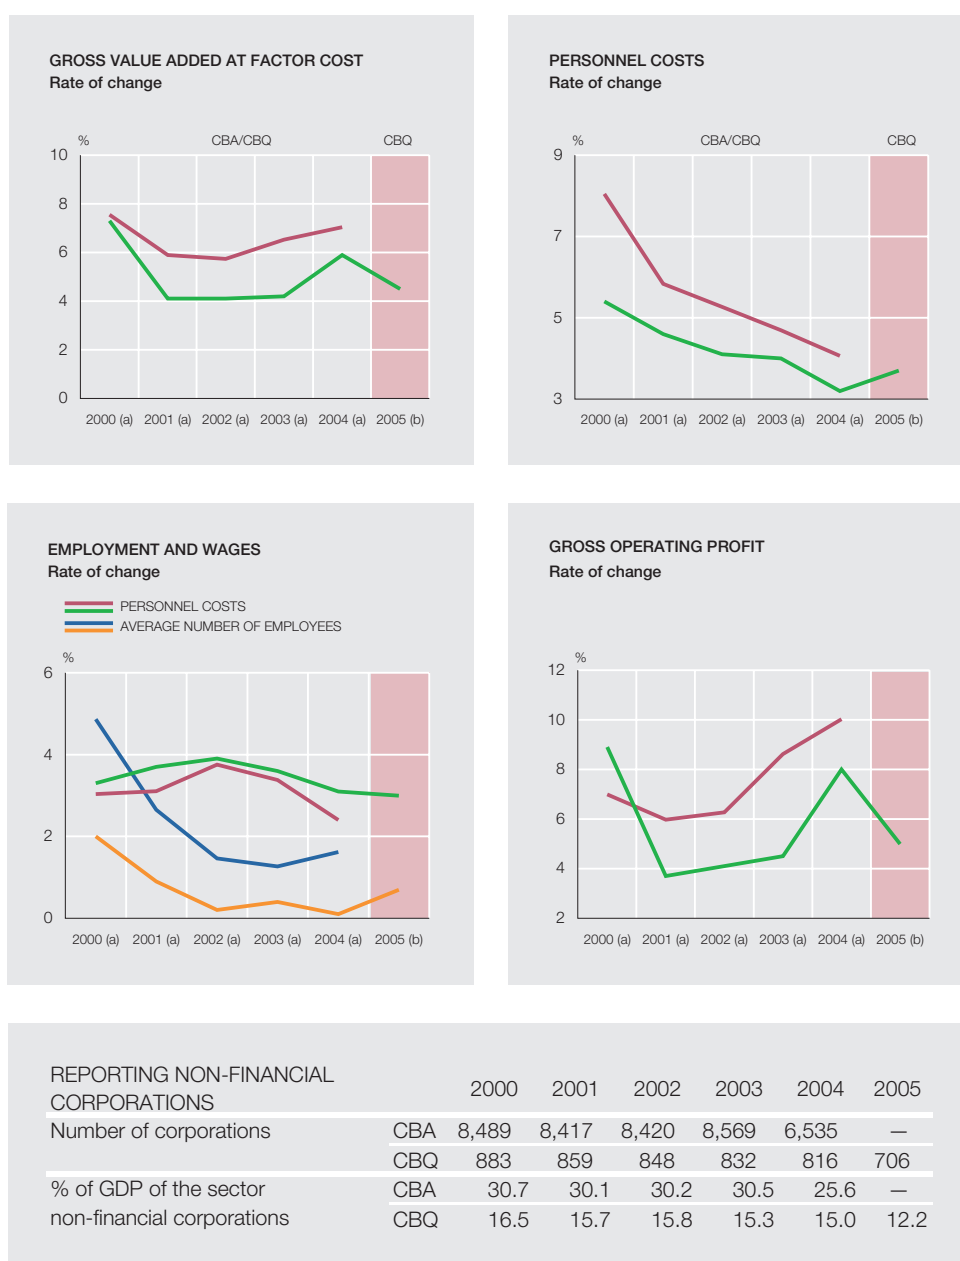 GROSS VALUE ADDED AT FACTOR COST
Rate of change
% CBA/CBQ CBQ
10
8
6
4
2
0
2000 (a) 2001 (a) 2002 (a) 2003 (a) 2004 (a) 2005 (b)
PERSONNEL COSTS
Rate of change
% CBA/CBQ CBQ
9
7
5
3
2000 (a) 2001 (a) 2002 (a) 2003 (a) 2004 (a) 2005 (b)
EMPLOYMENT AND WAGES
Rate of change
PERSONNEL COSTS
AVERAGE NUMBER OF EMPLOYEES
%
6
4
2
0
2000 (a) 2001 (a) 2002 (a) 2003 (a) 2004 (a) 2005 (b)
GROSS OPERATING PROFIT
Rate of change
%
12
10
8
6
4
2
2000 (a) 2001 (a) 2002 (a) 2003 (a) 2004 (a) 2005 (b)
REPORTING NON-FINANCIAL
CORPORATIONS 2000 2001 2002 2003 2004 2005
Number of corporations CBA 8,489 8,417 8,420 8,569 6,535 —
CBQ 883 859 848 832 816 706
% of GDP of the sector CBA 30.7 30.1 30.2 30.5 25.6 —
non-financial corporations CBQ 16.5 15.7 15.8 15.3 15.0 12.2